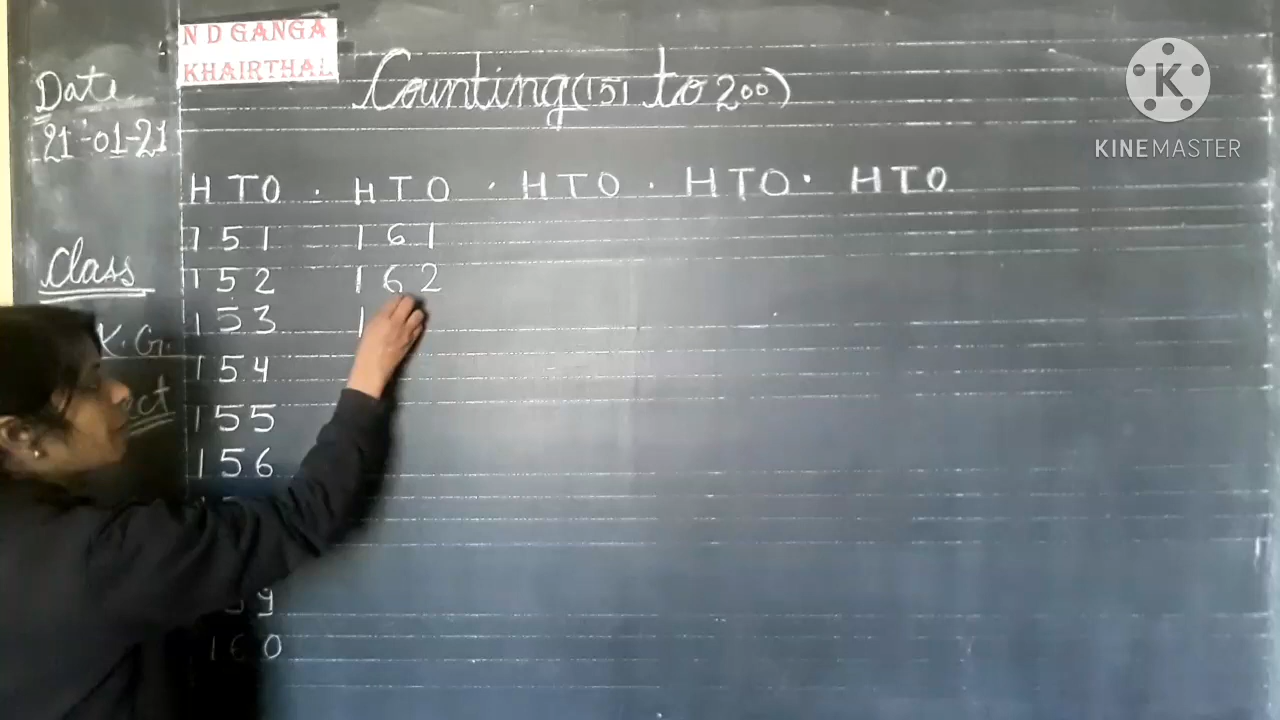 N D GANGA
KHAIRTHAL
Counting (151 to 200)
Date
21-01-21
K
KINEMASTER
H T O . H T O . H T O . H T O . H T O
151 161
Class
152 162
153 1
K.G.
154
155
156
9
160